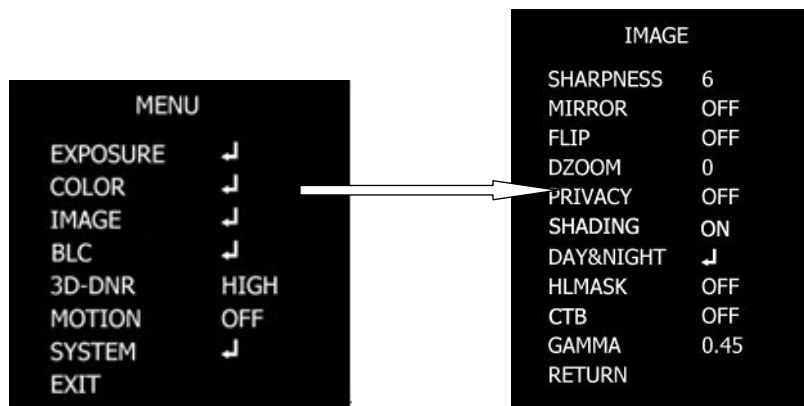 MENU
EXPOSURE ↲
COLOR ↲
IMAGE ↲
BLC ↲
3D-DNR HIGH
MOTION OFF
SYSTEM ↲
EXIT
IMAGE
SHARPNESS 6
MIRROR OFF
FLIP OFF
DZOOM 0
PRIVACY OFF
SHADING ON
DAY&NIGHT ↲
HLMASK OFF
CTB OFF
GAMMA 0.45
RETURN